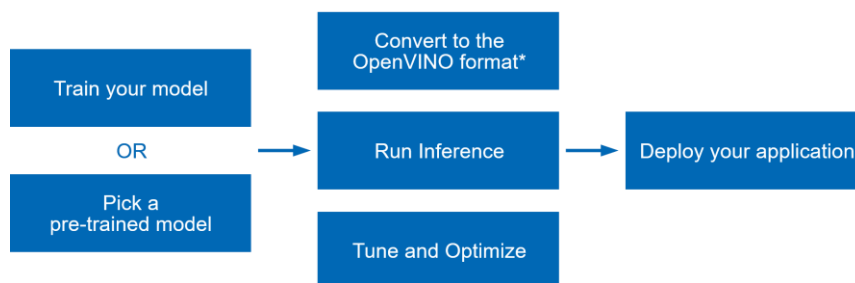 Train your model
OR
Pick a
pre-trained model
Convert to the
OpenVINO format*
Run Inference
Tune and Optimize
Deploy your application